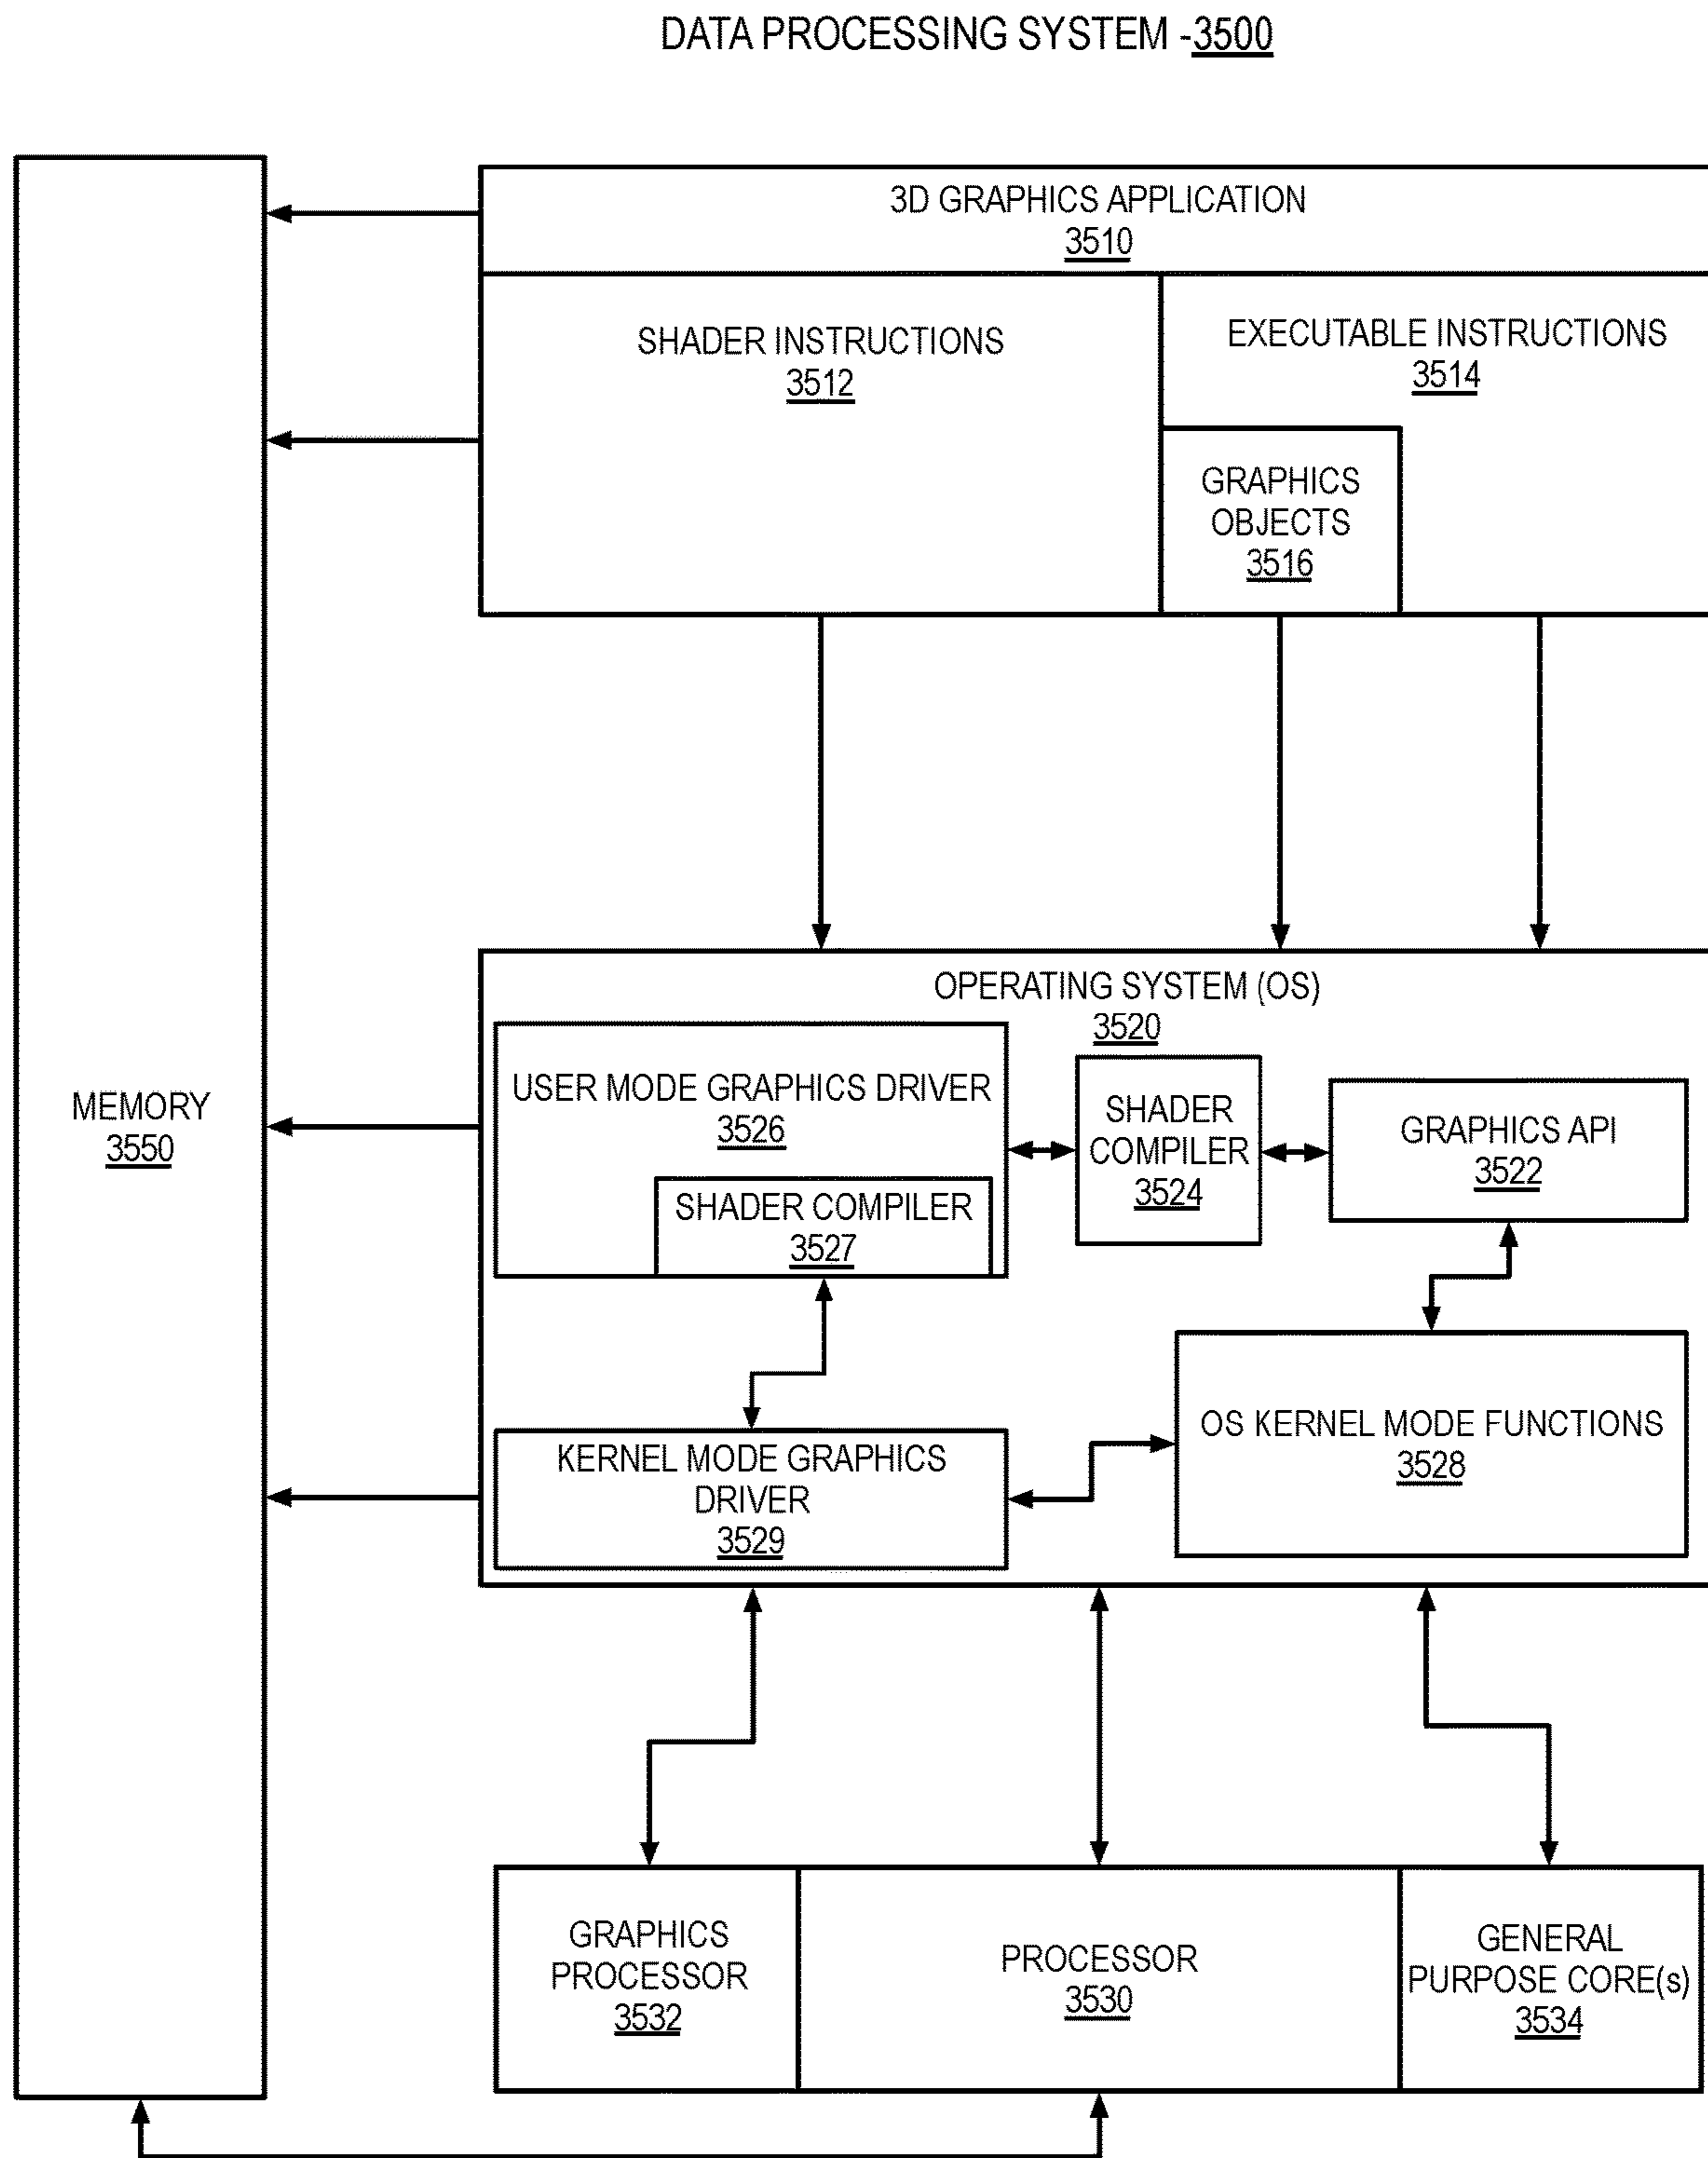 DATA PROCESSING SYSTEM -3500
3D GRAPHICS APPLICATION
3510
SHADER INSTRUCTIONS
3512
EXECUTABLE INSTRUCTIONS
3514
GRAPHICS
OBJECTS
3516
MEMORY
3550
OPERATING SYSTEM (OS)
3520
USER MODE GRAPHICS DRIVER
3526
SHADER COMPILER
3527
SHADER
COMPILER
3524
GRAPHICS API
3522
KERNEL MODE GRAPHICS
DRIVER
3529
OS KERNEL MODE FUNCTIONS
3528
GRAPHICS
PROCESSOR
3532
PROCESSOR
3530
GENERAL
PURPOSE CORE(s)
3534